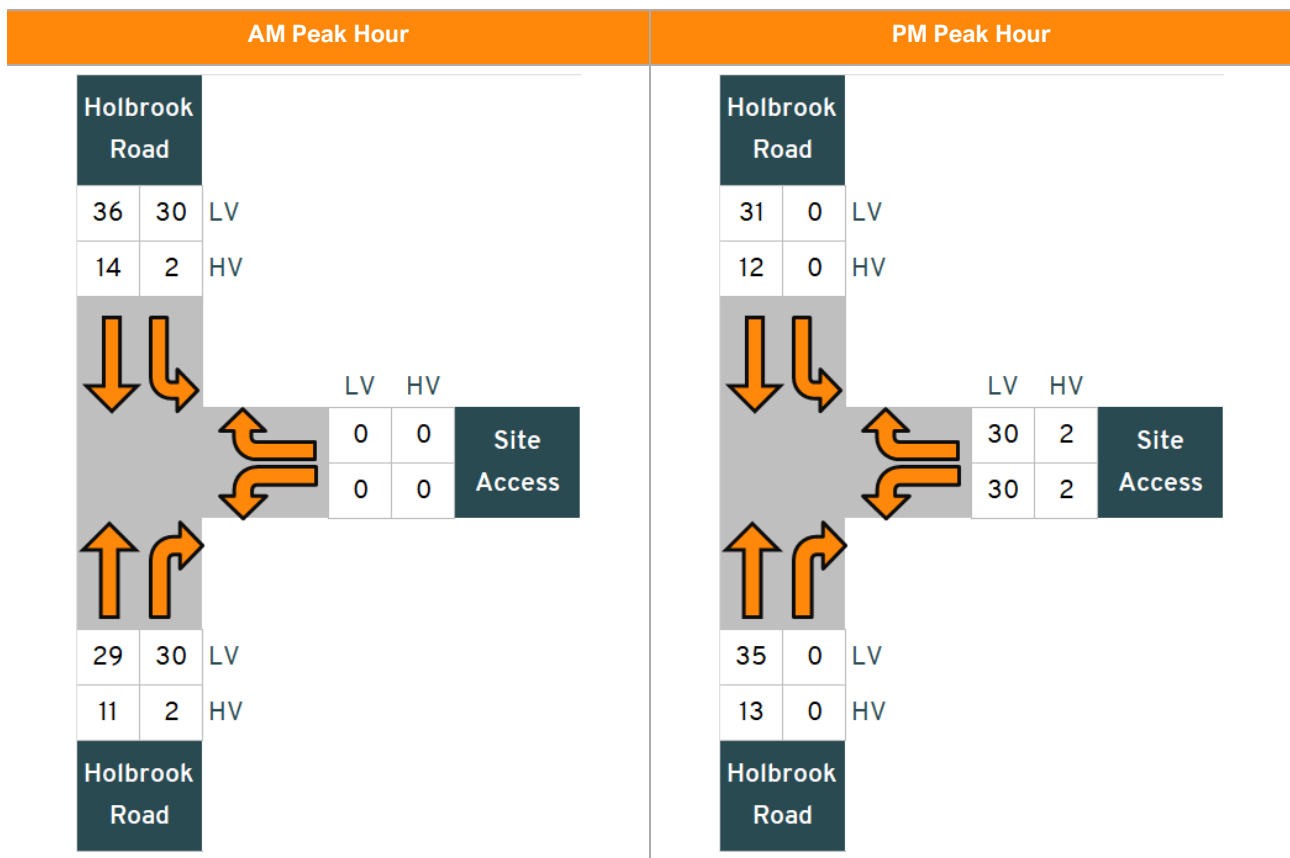 AM Peak Hour
Holbrook
Road
36 30 LV
14 2 HV
LV HV
0 0
0 0
Site
Access
29 30 LV
11 2 HV
Holbrook
Road
PM Peak Hour
Holbrook
Road
31 0 LV
12 0 HV
LV HV
30 2
30 2
Site
Access
35 0 LV
13 0 HV
Holbrook
Road